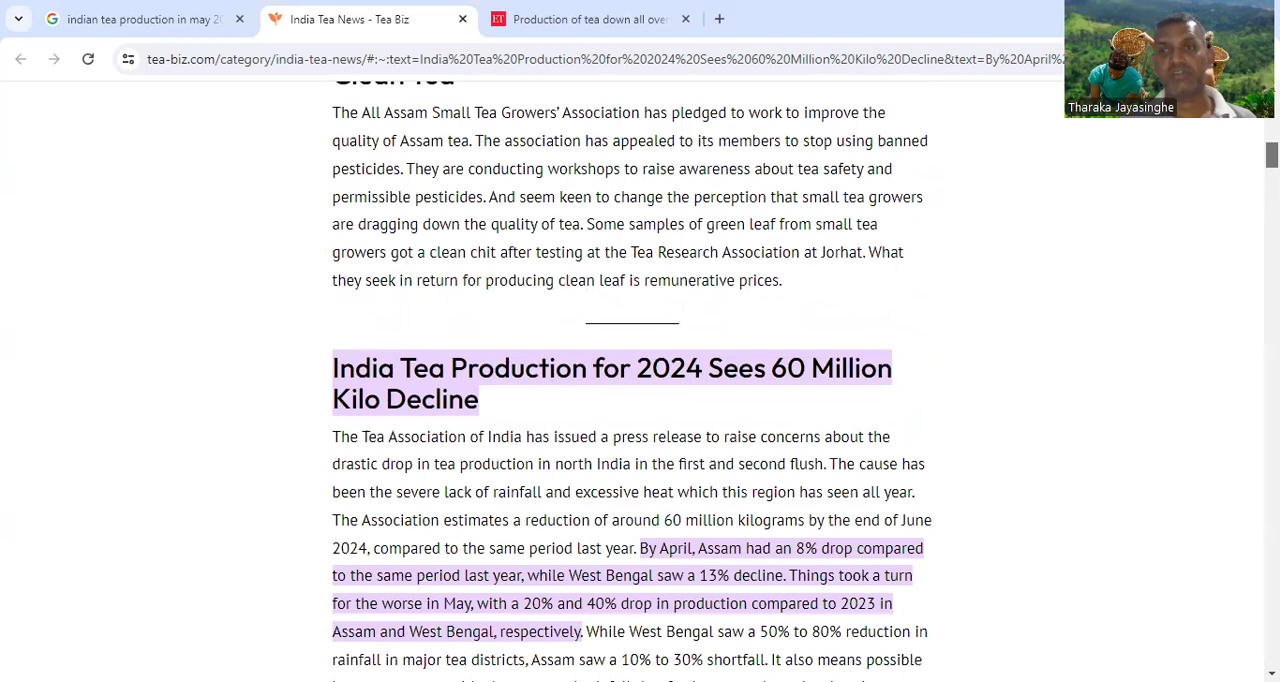 indian tea production in may 20
India Tea News - Tea Biz
ET
Production of tea down all over
tea-biz.com/category/india-tea-news/#:~:text=India%20Tea%20Production%20for%202024%20Sees%2060%20Million%20Kilo%20Decline&text=By%20April%
Tharaka Jayasinghe
Clean Tea
The All Assam Small Tea Growers’ Association has pledged to work to improve the
quality of Assam tea. The association has appealed to its members to stop using banned
pesticides. They are conducting workshops to raise awareness about tea safety and
permissible pesticides. And seem keen to change the perception that small tea growers
are dragging down the quality of tea. Some samples of green leaf from small tea
growers got a clean chit after testing at the Tea Research Association at Jorhat. What
they seek in return for producing clean leaf is remunerative prices.
India Tea Production for 2024 Sees 60 Million
Kilo Decline
The Tea Association of India has issued a press release to raise concerns about the
drastic drop in tea production in north India in the first and second flush. The cause has
been the severe lack of rainfall and excessive heat which this region has seen all year.
The Association estimates a reduction of around 60 million kilograms by the end of June
2024, compared to the same period last year. By April, Assam had an 8% drop compared
to the same period last year, while West Bengal saw a 13% decline. Things took a turn
for the worse in May, with a 20% and 40% drop in production compared to 2023 in
Assam and West Bengal, respectively. While West Bengal saw a 50% to 80% reduction in
rainfall in major tea districts, Assam saw a 10% to 30% shortfall. It also means possible